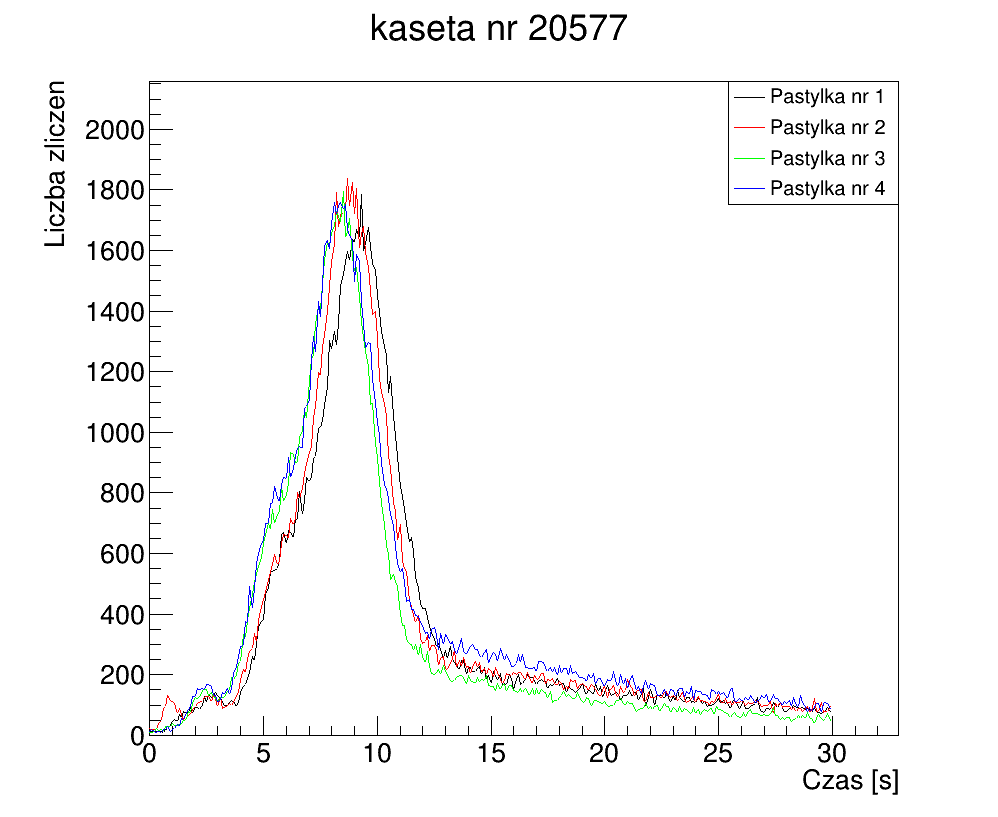 kaseta nr 20577
Liczba zliczen
Pastylka nr 1
Pastylka nr 2
Pastylka nr 3
Pastylka nr 4
2000
1800
1600
1400
1200
1000
800
600
400
200
0
0 5 10 15 20 25 30
Czas [s]